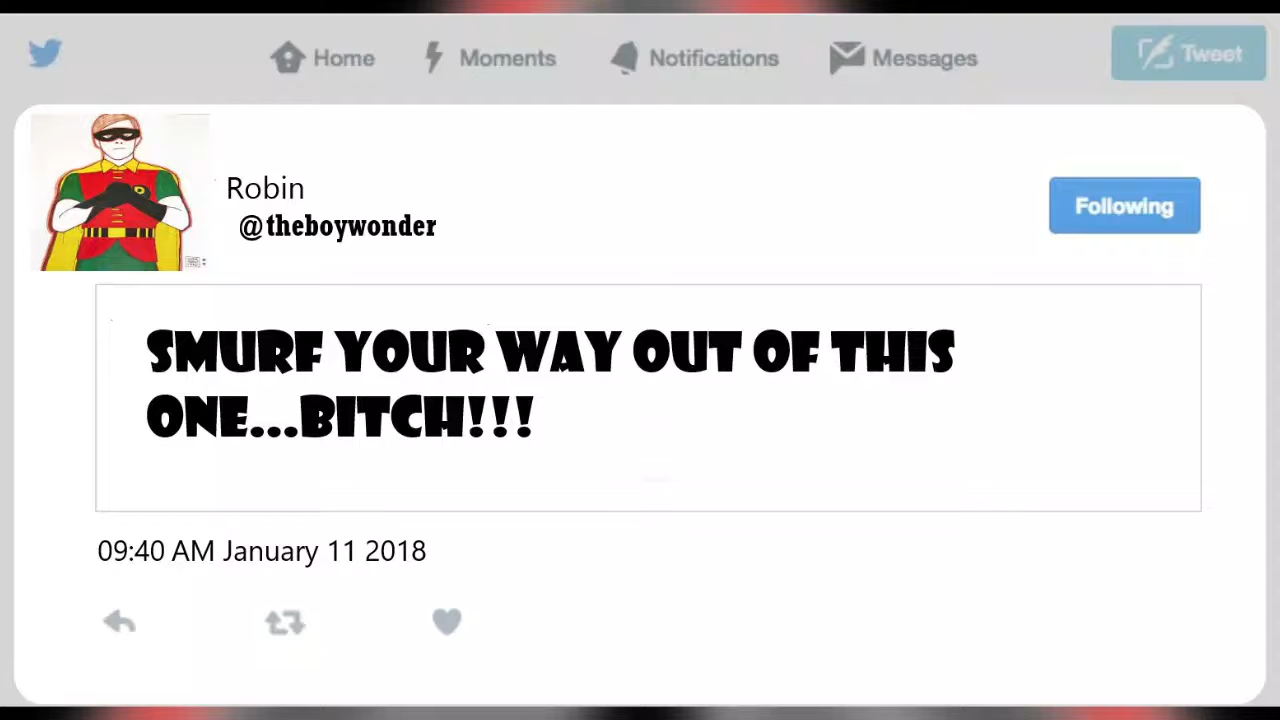 Home Moments Notifications Messages Tweet
Robin
@theboywonder
Following
SMURF YOUR WAY OUT OF THIS
ONE...BITCH!!!
09:40 AM January 11 2018